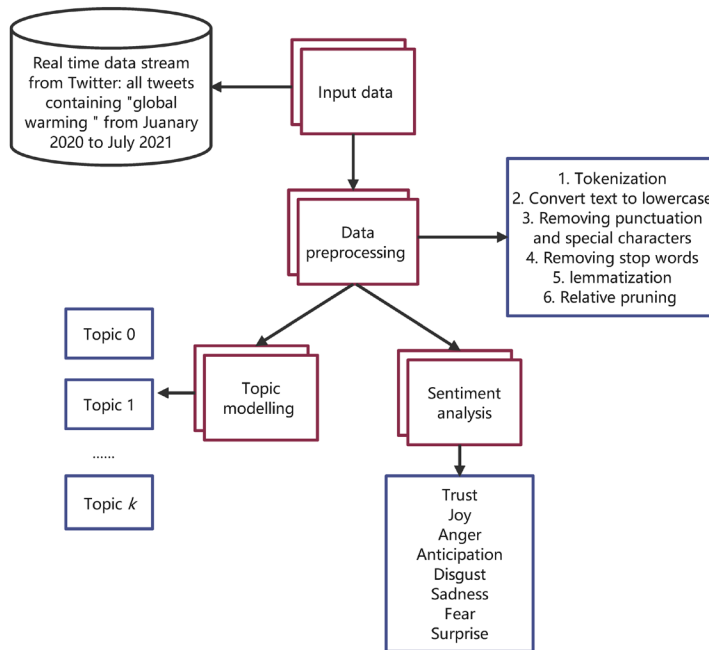 Real time data stream
from Twitter: all tweets
containing "global
warming " from Juanary
2020 to July 2021
Input data
Data
preprocessing
1. Tokenization
2. Convert text to lowercase
3. Removing punctuation
and special characters
4. Removing stop words
5. lemmatization
6. Relative pruning
Topic 0
Topic 1
......
Topic k
Topic
modelling
Sentiment
analysis
Trust
Joy
Anger
Anticipation
Disgust
Sadness
Fear
Surprise